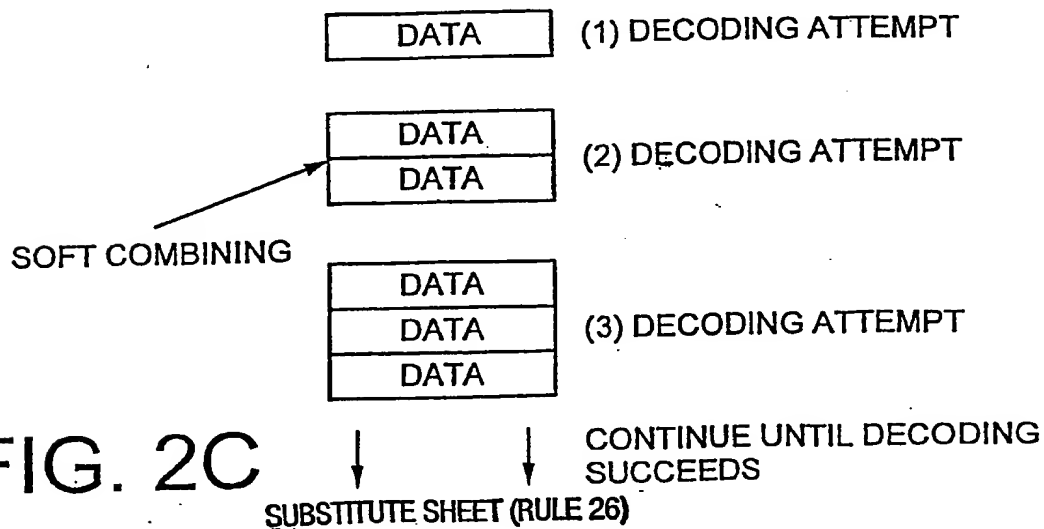 DATA (1) DECODING ATTEMPT
DATA
DATA
(2) DECODING ATTEMPT
SOFT COMBINING
DATA
DATA
DATA
(3) DECODING ATTEMPT
FIG. 2C
CONTINUE UNTIL DECODING
SUCCEEDS
SUBSTITUTE SHEET (RULE 26)